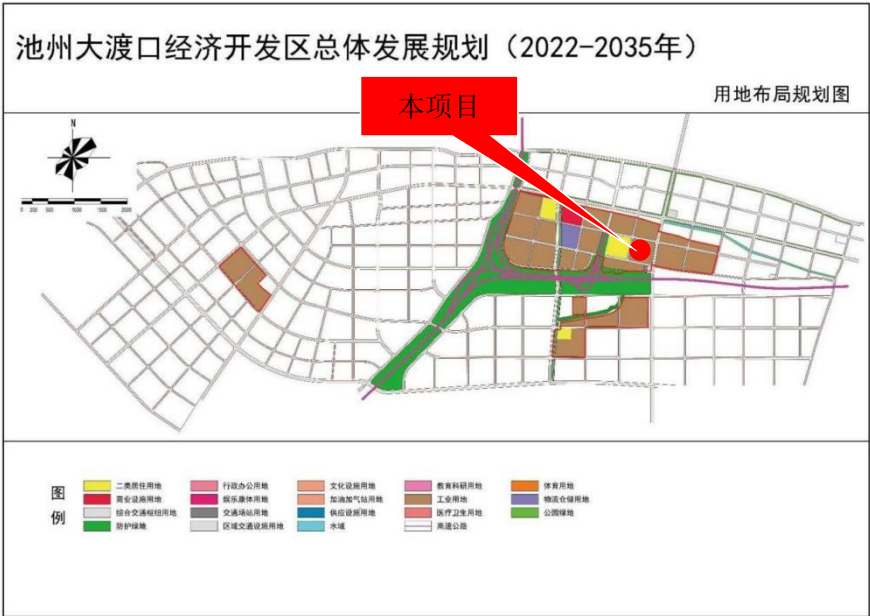 池州大渡口经济开发区总体发展规划（2022-2035年）
用地布局规划图
本项目
N
0 200 500 1000 1500 2000
图例
二类居住用地 行政办公用地 文化设施用地 教育科研用地 体育用地
商业设施用地 娱乐康体用地 加油加气站用地 工业用地 物流仓储用地
综合交通枢纽用地 交通场站用地 供应设施用地 医疗卫生用地 公园绿地
防护绿地 区域交通设施用地 水域 高速公路